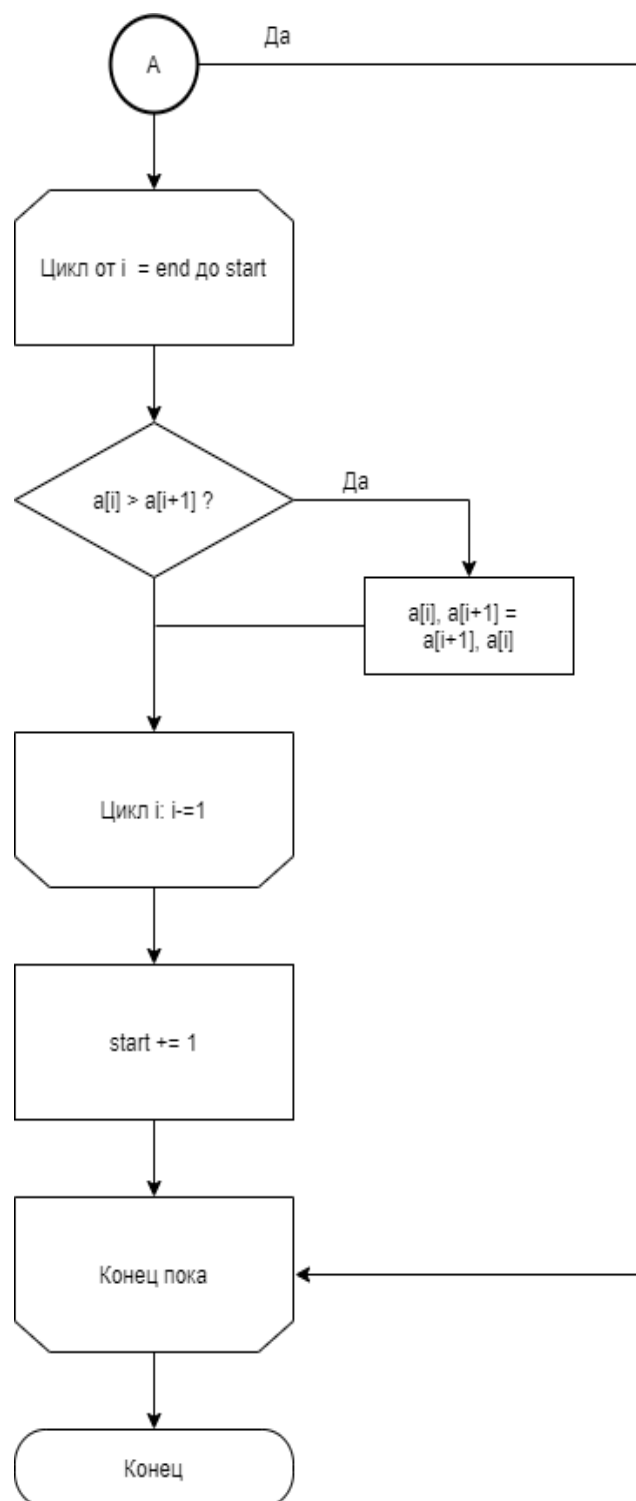 Да
A
Цикл от i = end до start
a[i] > a[i+1] ?
Да
a[i], a[i+1] =
a[i+1], a[i]
Цикл i: i-=1
start += 1
Конец пока
Конец